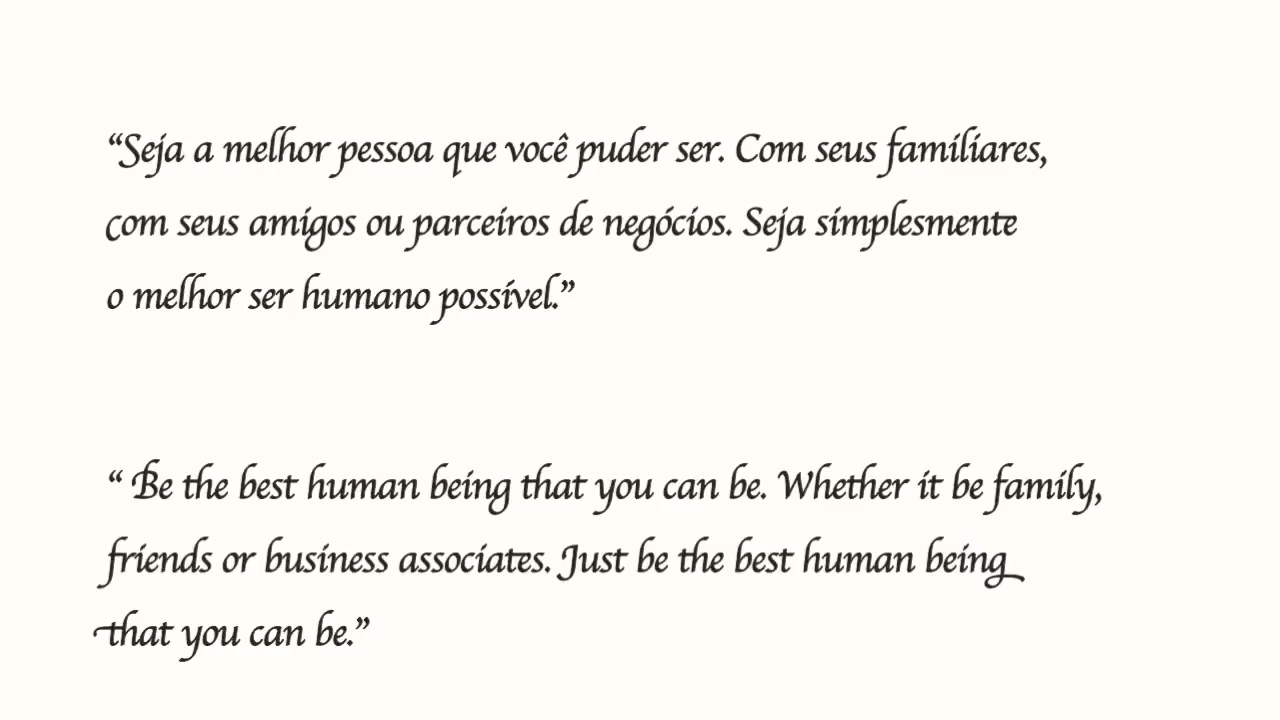 “Seja a melhor pessoa que você puder ser. Com seus familiares,
com seus amigos ou parceiros de negócios. Seja simplesmente
o melhor ser humano possível.”
“ Be the best human being that you can be. Whether it be family,
friends or business associates. Just be the best human being
that you can be.”